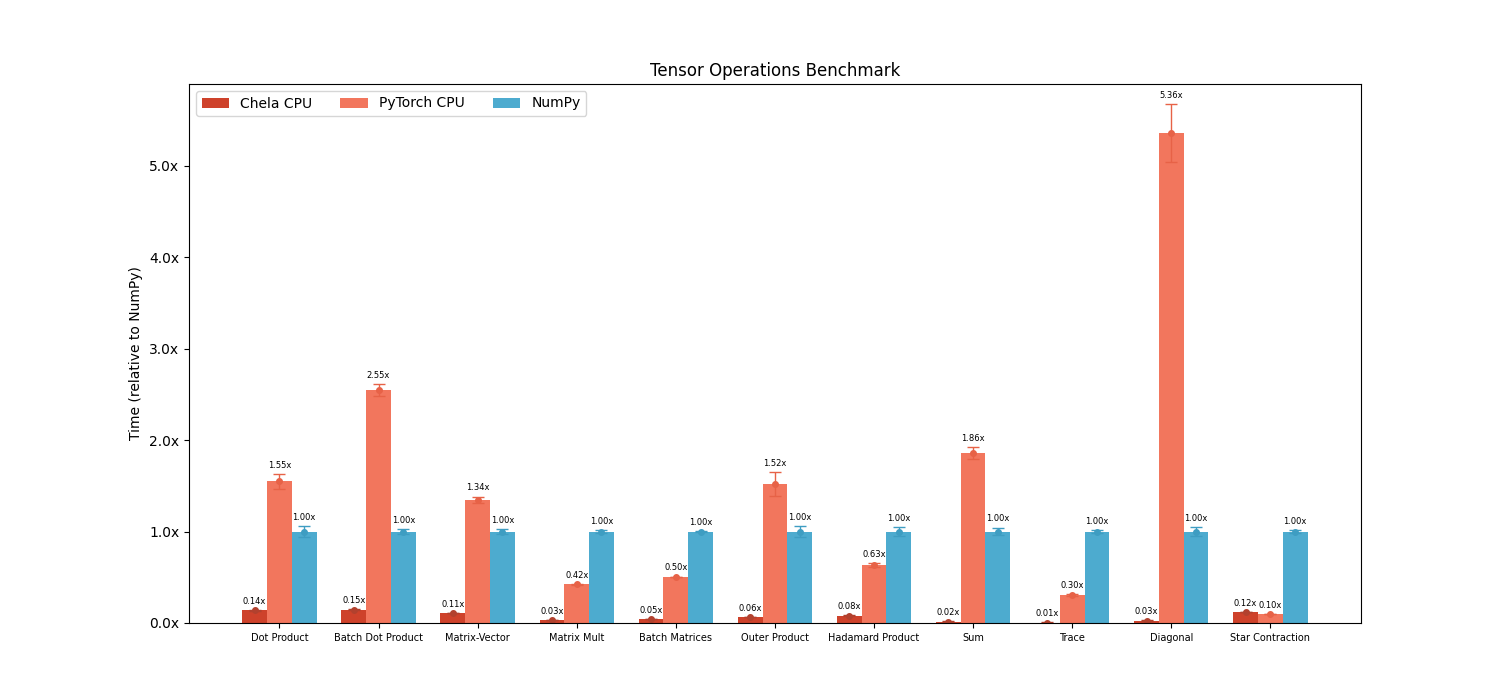 Tensor Operations Benchmark
Chela CPU PyTorch CPU NumPy
Time (relative to NumPy)
5.0x
4.0x
3.0x
2.0x
1.0x
0.0x
0.14x 1.55x 1.00x
0.15x 2.55x 1.00x
0.11x 1.34x 1.00x
0.03x 0.42x 1.00x
0.05x 0.50x 1.00x
0.06x 1.52x 1.00x
0.08x 0.63x 1.00x
0.02x 1.86x 1.00x
0.01x 0.30x 1.00x
0.03x 5.36x 1.00x
0.12x 0.10x 1.00x
Dot Product Batch Dot Product Matrix-Vector Matrix Mult Batch Matrices Outer Product Hadamard Product Sum Trace Diagonal Star Contraction